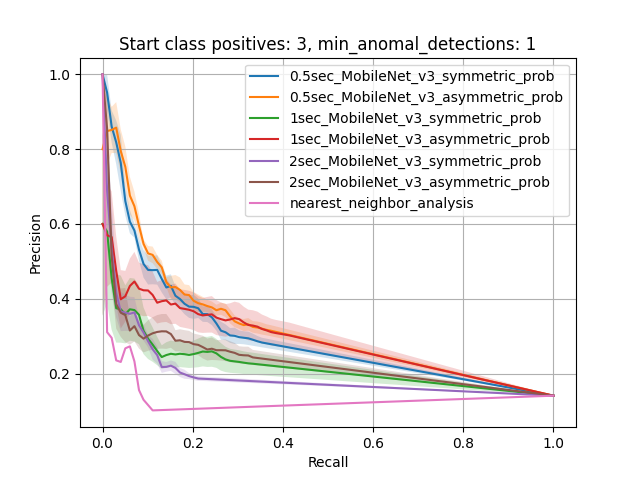 Start class positives: 3, min_anomal_detections: 1
1.0
0.8
0.6
0.4
0.2
Precision
0.5sec_MobileNet_v3_symmetric_prob
0.5sec_MobileNet_v3_asymmetric_prob
1sec_MobileNet_v3_symmetric_prob
1sec_MobileNet_v3_asymmetric_prob
2sec_MobileNet_v3_symmetric_prob
2sec_MobileNet_v3_asymmetric_prob
nearest_neighbor_analysis
0.0 0.2 0.4 0.6 0.8 1.0
Recall